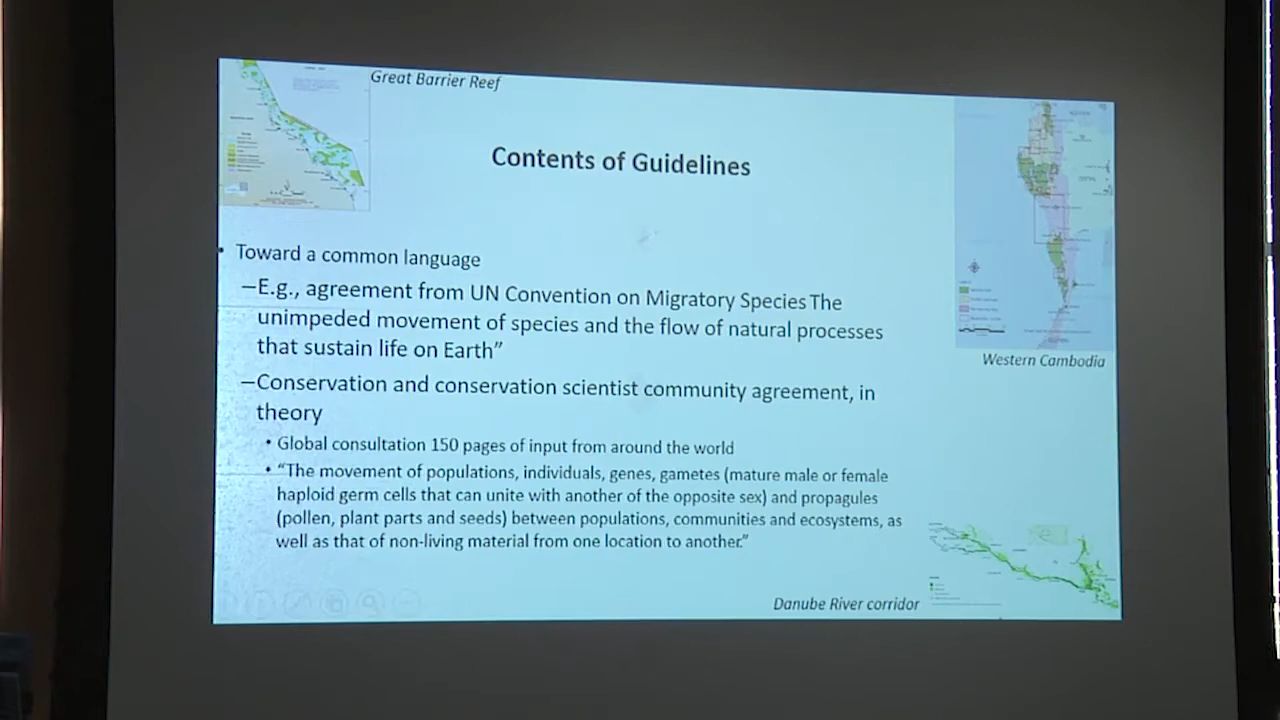 Great Barrier Reef
Contents of Guidelines
• Toward a common language
–E.g., agreement from UN Convention on Migratory Species The
unimpeded movement of species and the flow of natural processes
that sustain life on Earth”
–Conservation and conservation scientist community agreement, in
theory
• Global consultation 150 pages of input from around the world
• “The movement of populations, individuals, genes, gametes (mature male or female
haploid germ cells that can unite with another of the opposite sex) and propagules
(pollen, plant parts and seeds) between populations, communities and ecosystems, as
well as that of non-living material from one location to another.”
Western Cambodia
Danube River corridor